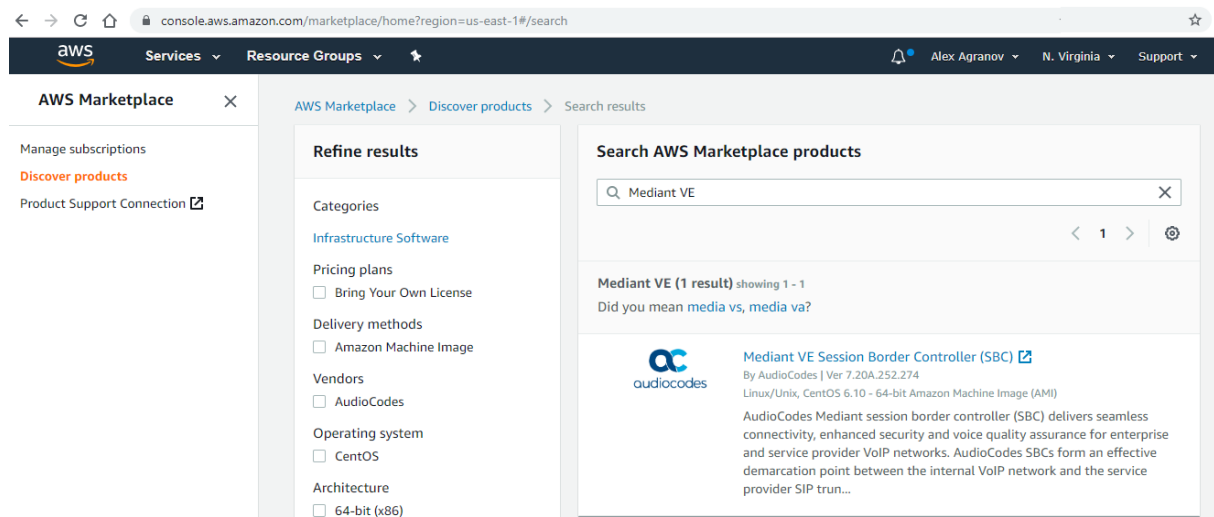 console.aws.amazon.com/marketplace/home?region=us-east-1#/search
aws Services Resource Groups Alex Agranov N. Virginia Support
AWS Marketplace
Manage subscriptions
Discover products
Product Support Connection
AWS Marketplace > Discover products > Search results
Refine results
Categories
Infrastructure Software
Pricing plans
Bring Your Own License
Delivery methods
Amazon Machine Image
Vendors
AudioCodes
Operating system
CentOS
Architecture
64-bit (x86)
Search AWS Marketplace products
Mediant VE
< 1 >
Mediant VE (1 result) showing 1 - 1
Did you mean media vs, media va?
audiocodes
Mediant VE Session Border Controller (SBC)
By AudioCodes | Ver 7.20A.252.274
Linux/Unix, CentOS 6.10 - 64-bit Amazon Machine Image (AMI)
AudioCodes Mediant session border controller (SBC) delivers seamless
connectivity, enhanced security and voice quality assurance for enterprise
and service provider VoIP networks. AudioCodes SBCs form an effective
demarcation point between the internal VoIP network and the service
provider SIP trun...